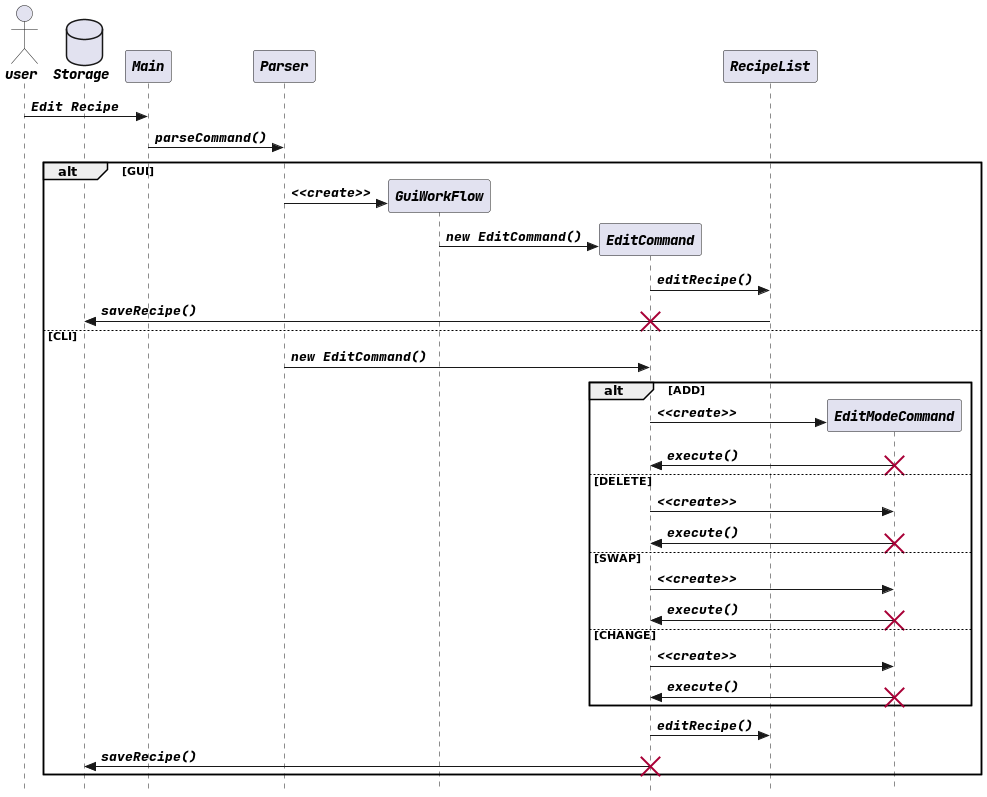 user
Storage
Main
Parser
RecipeList
Edit Recipe
parseCommand()
alt
[GUI]
<<create>>
GuiWorkFlow
new EditCommand()
EditCommand
editRecipe()
saveRecipe()
[CLI]
new EditCommand()
alt
[ADD]
<<create>>
EditModeCommand
execute()
[DELETE]
<<create>>
execute()
[SWAP]
<<create>>
execute()
[CHANGE]
<<create>>
execute()
editRecipe()
saveRecipe()